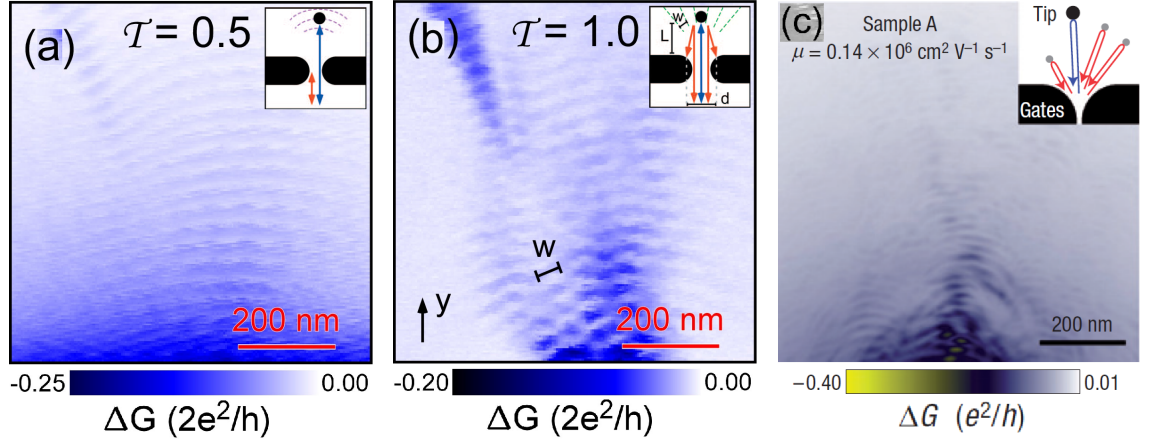 (a)
𝒯 = 0.5
200 nm
-0.25
0.00
ΔG (2e²/h)
(b)
𝒯 = 1.0
w
L
d
w
y
200 nm
-0.20
0.00
ΔG (2e²/h)
(c)
Sample A
μ = 0.14 × 10⁶ cm² V⁻¹ s⁻¹
Tip
Gates
200 nm
−0.40
0.01
ΔG (e²/h)